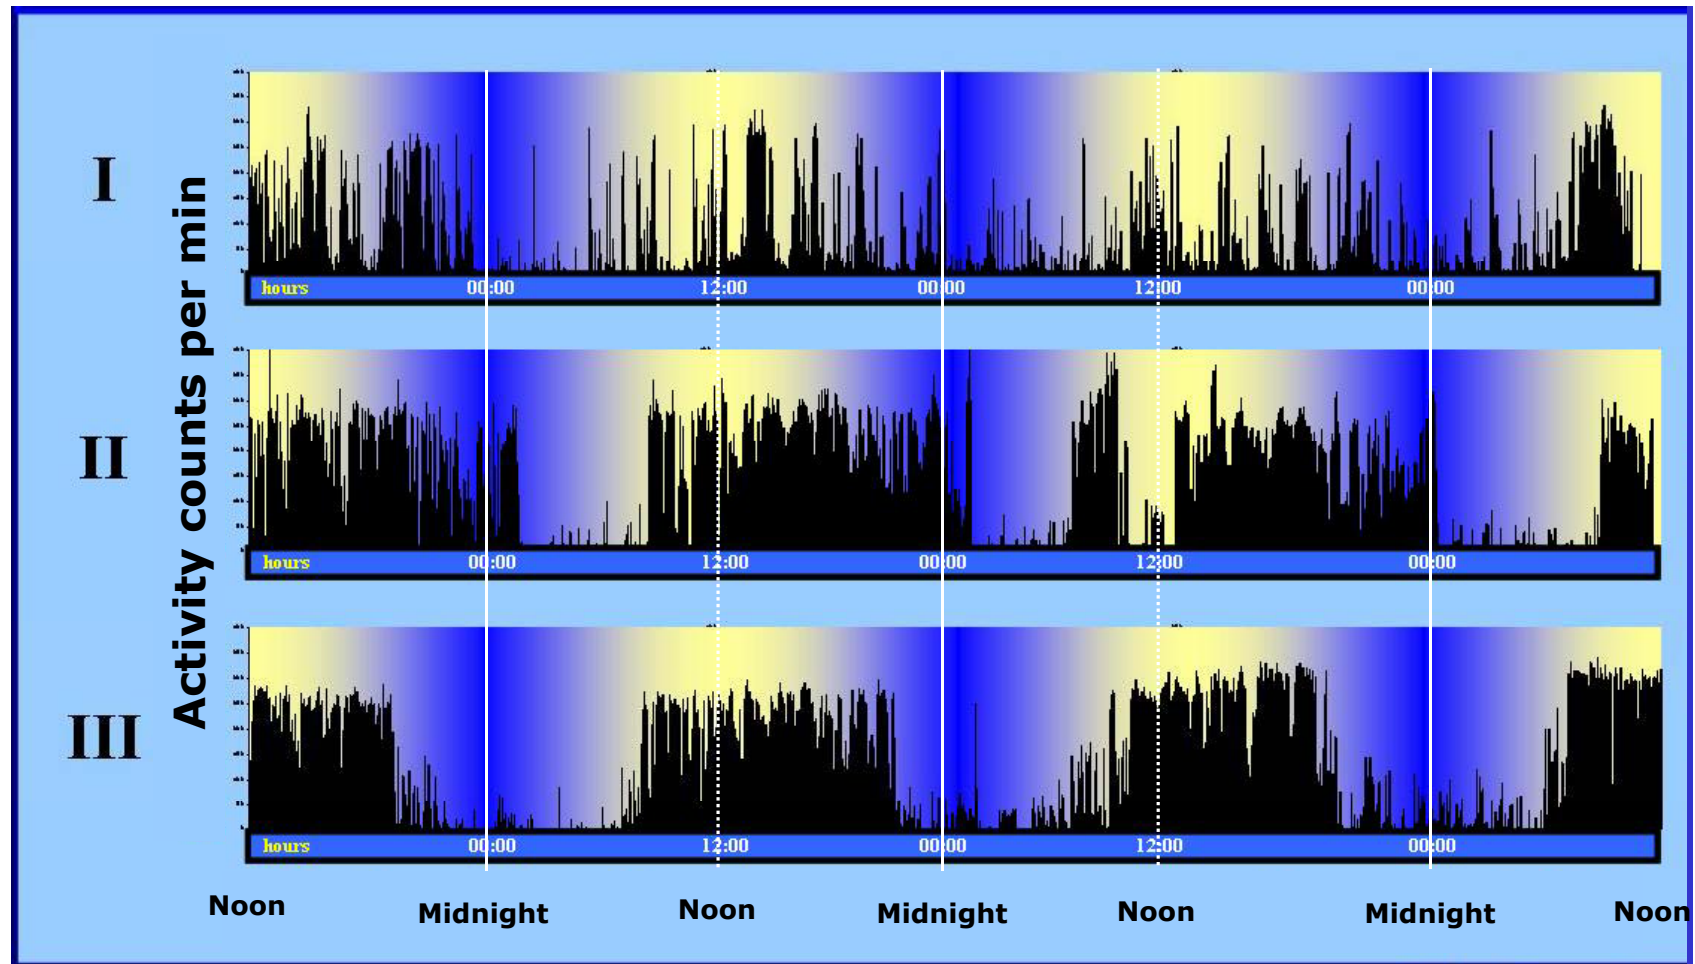 Activity counts per min
I
hours 00:00 12:00 00:00 12:00 00:00
II
hours 00:00 12:00 00:00 12:00 00:00
III
hours 00:00 12:00 00:00 12:00 00:00
Noon Midnight Noon Midnight Noon Midnight Noon